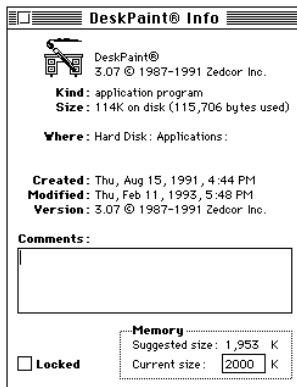 DeskPaint® Info
DeskPaint®
3.07 © 1987-1991 Zedcor Inc.
Kind: application program
Size: 114K on disk (115,706 bytes used)
Where: Hard Disk: Applications:
Created: Thu, Aug 15, 1991, 4:44 PM
Modified: Thu, Feb 11, 1993, 5:48 PM
Version: 3.07 © 1987-1991 Zedcor Inc.
Comments:
Memory
Suggested size: 1,953 K
Current size: 2000 K
Locked